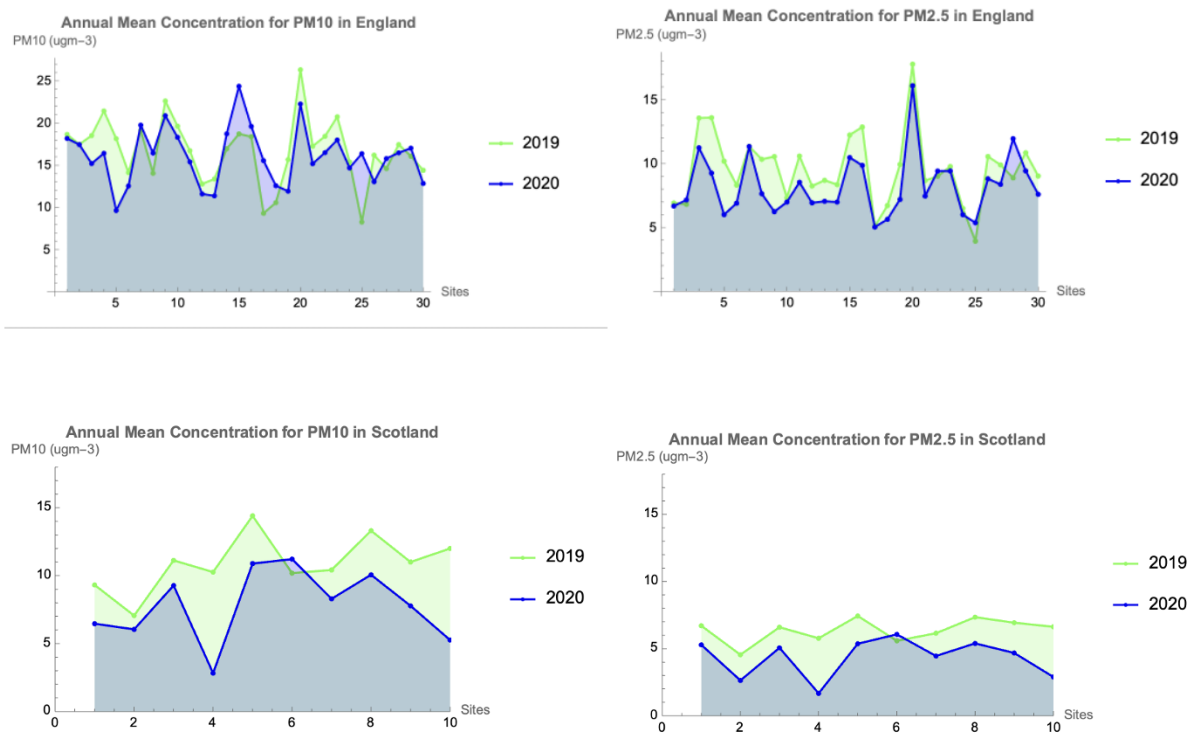 Annual Mean Concentration for PM10 in England
PM10 (ugm-3)
25
20
15
10
5
5 10 15 20 25 30
Sites
2019
2020
Annual Mean Concentration for PM2.5 in England
PM2.5 (ugm-3)
15
10
5
5 10 15 20 25 30
Sites
2019
2020
Annual Mean Concentration for PM10 in Scotland
PM10 (ugm-3)
15
10
5
0
0 2 4 6 8 10
Sites
2019
2020
Annual Mean Concentration for PM2.5 in Scotland
PM2.5 (ugm-3)
15
10
5
0
0 2 4 6 8 10
Sites
2019
2020